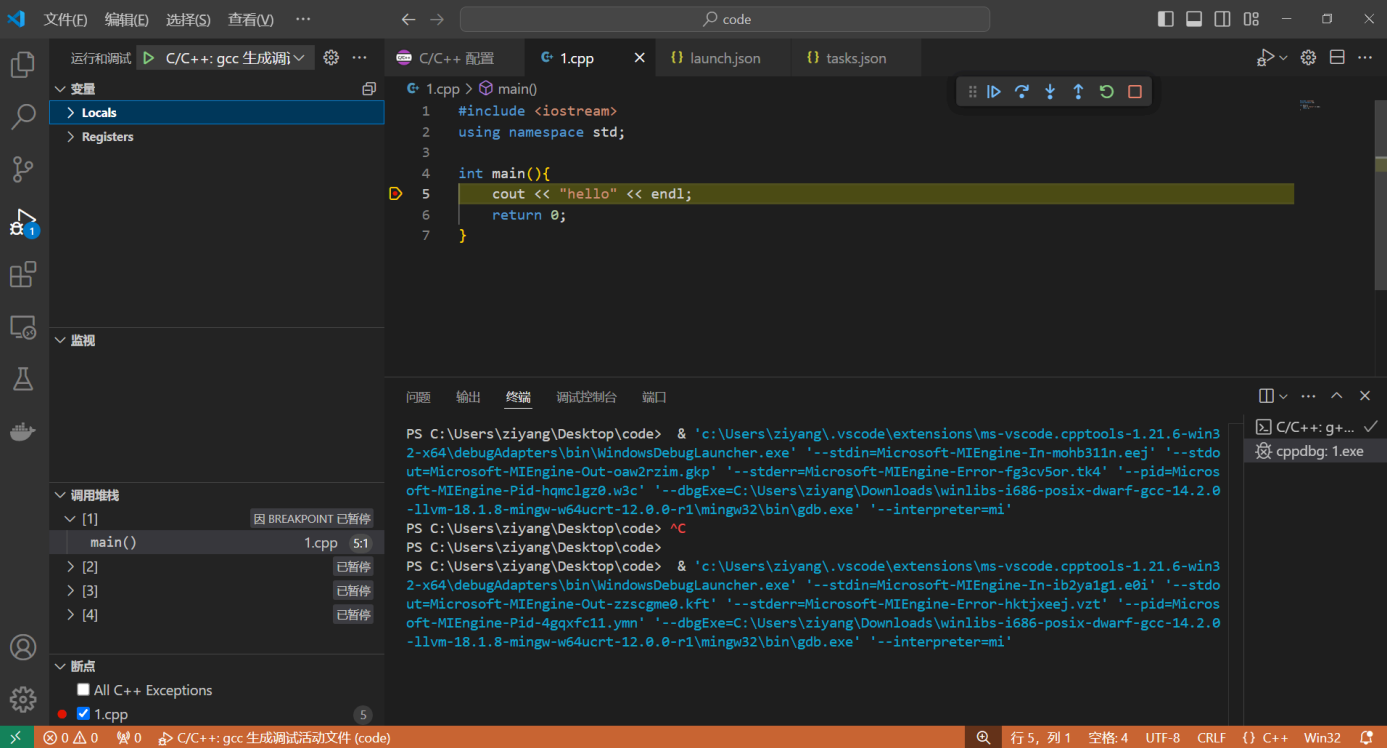 文件(F) 编辑(E) 选择(S) 查看(V) ··· code
运行和调试 C/C++: gcc 生成调试 ···
C/C++ 配置 1.cpp launch.json tasks.json
变量
Locals
Registers
1.cpp > main()
1 #include <iostream>
2 using namespace std;
3
4 int main(){
5 cout << "hello" << endl;
6 return 0;
7 }
1
监视
调用堆栈
[1] 因 BREAKPOINT 已暂停
main() 1.cpp 5:1
[2] 已暂停
[3] 已暂停
[4] 已暂停
断点
All C++ Exceptions
1.cpp 5
问题 输出 终端 调试控制台 端口
PS C:\Users\ziyang\Desktop\code>  & 'c:\Users\ziyang\.vscode\extensions\ms-vscode.cpptools-1.21.6-win3
2-x64\debugAdapters\bin\WindowsDebugLauncher.exe' '--stdin=Microsoft-MIEngine-In-mohb311n.eej' '--stdo
ut=Microsoft-MIEngine-Out-oaw2rzim.gkp' '--stderr=Microsoft-MIEngine-Error-fg3cv5or.tk4' '--pid=Micros
oft-MIEngine-Pid-hqmclgz0.w3c' '--dbgExe=C:\Users\ziyang\Downloads\winlibs-i686-posix-dwarf-gcc-14.2.0
-llvm-18.1.8-mingw-w64ucrt-12.0.0-r1\mingw32\bin\gdb.exe' '--interpreter=mi'
PS C:\Users\ziyang\Desktop\code> ^C
PS C:\Users\ziyang\Desktop\code>
PS C:\Users\ziyang\Desktop\code>  & 'c:\Users\ziyang\.vscode\extensions\ms-vscode.cpptools-1.21.6-win3
2-x64\debugAdapters\bin\WindowsDebugLauncher.exe' '--stdin=Microsoft-MIEngine-In-ib2ya1g1.e0i' '--stdo
ut=Microsoft-MIEngine-Out-zzscgme0.kft' '--stderr=Microsoft-MIEngine-Error-hktjxeej.vzt' '--pid=Micros
oft-MIEngine-Pid-4gqxfc11.ymn' '--dbgExe=C:\Users\ziyang\Downloads\winlibs-i686-posix-dwarf-gcc-14.2.0
-llvm-18.1.8-mingw-w64ucrt-12.0.0-r1\mingw32\bin\gdb.exe' '--interpreter=mi'
C/C++: g+...
cppdbg: 1.exe
0 0 0 C/C++: gcc 生成调试活动文件 (code) 行 5，列 1 空格: 4 UTF-8 CRLF {} C++ Win32